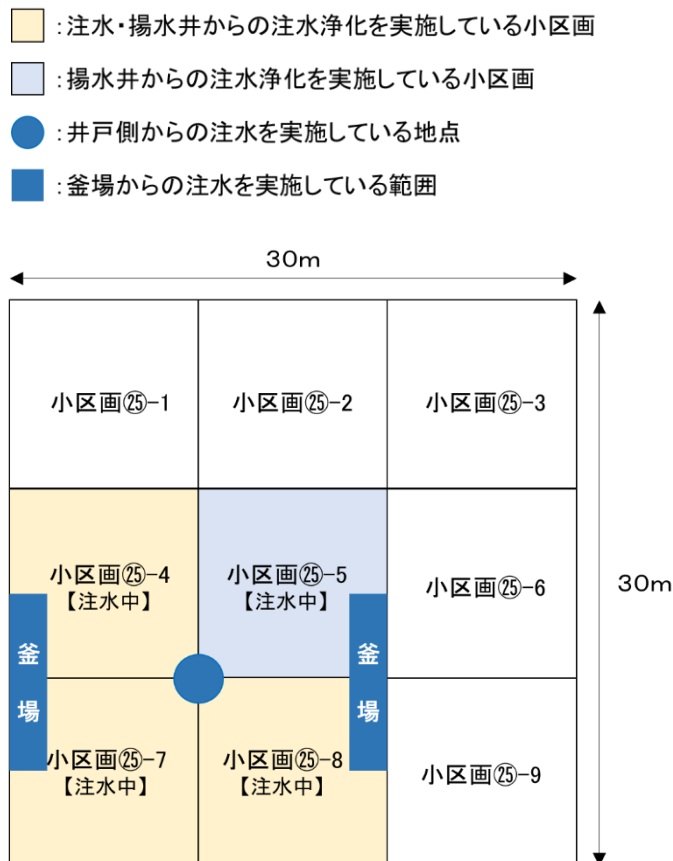 :注水・揚水井からの注水浄化を実施している小区画
:揚水井からの注水浄化を実施している小区画
:井戸側からの注水を実施している地点
:釜場からの注水を実施している範囲
30m
小区画㉕-1
小区画㉕-2
小区画㉕-3
小区画㉕-4
【注水中】
小区画㉕-5
【注水中】
小区画㉕-6
30m
釜場
釜場
小区画㉕-7
【注水中】
小区画㉕-8
【注水中】
小区画㉕-9